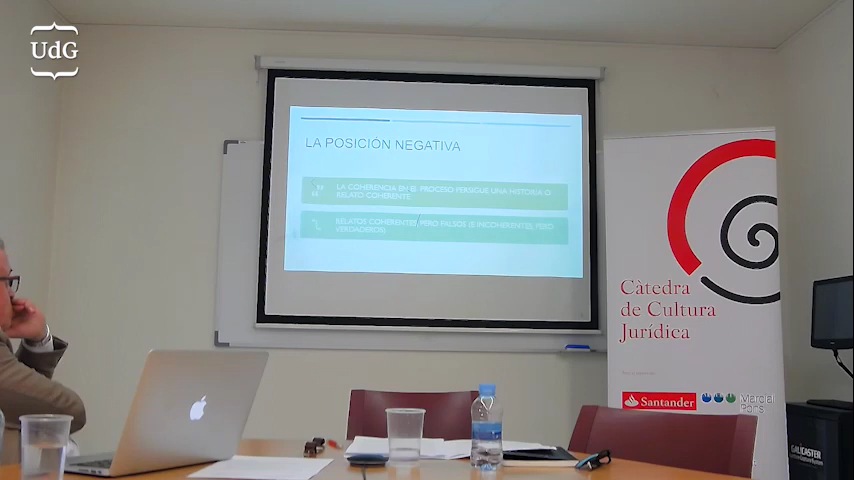 UdG
LA POSICIÓN NEGATIVA
LA COHERENCIA EN EL PROCESO PERSIGUE UNA HISTORIA O
RELATO COHERENTE
RELATOS COHERENTES PERO FALSOS (E INCOHERENTES, PERO
VERDADEROS)
Càtedra
de Cultura
Jurídica
Santander
Marcial
Pons
GALICASTER